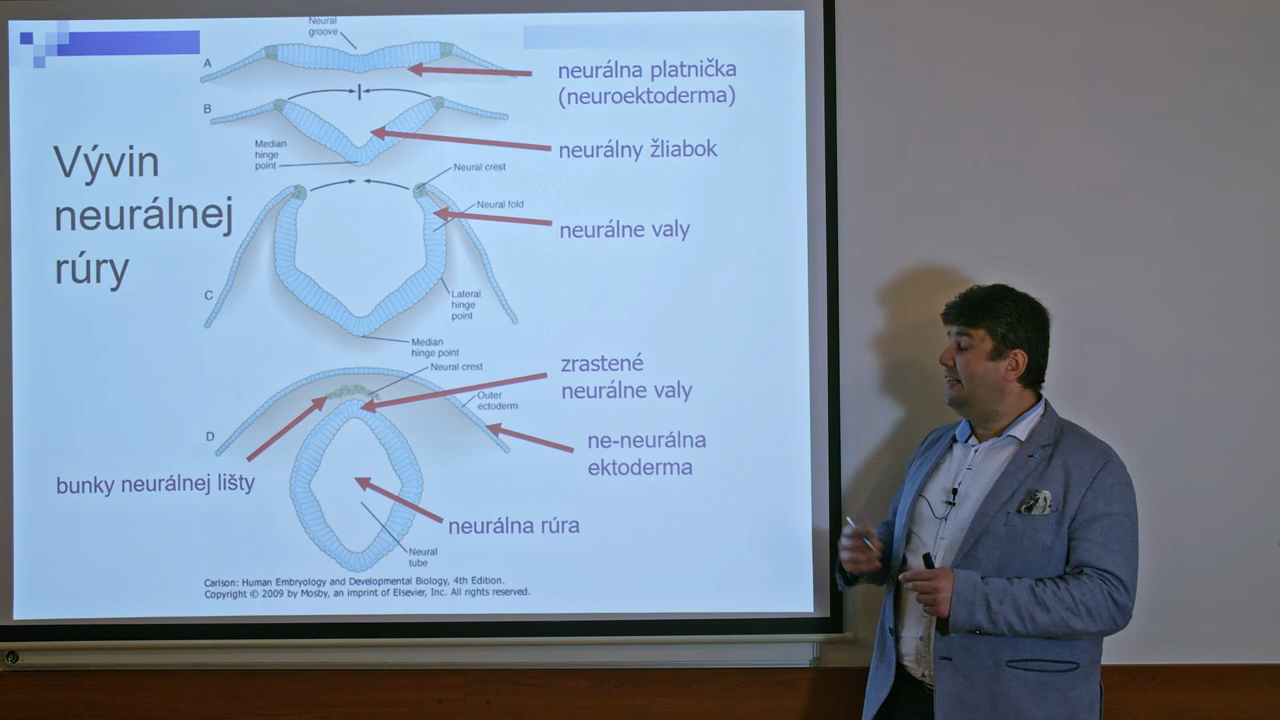 Neural
groove
A
neurálna platnička
(neuroektoderma)
B
Median
hinge
point
neurálny žliabok
Vývin
neurálnej
rúry
Neural crest
Neural fold
neurálne valy
C
Lateral
hinge
point
Median
hinge point
Neural crest
zrastené
neurálne valy
Outer
ectoderm
D
ne-neurálna
ektoderma
bunky neurálnej lišty
neurálna rúra
Neural
tube
Carlson: Human Embryology and Developmental Biology, 4th Edition.
Copyright © 2009 by Mosby, an imprint of Elsevier, Inc. All rights reserved.